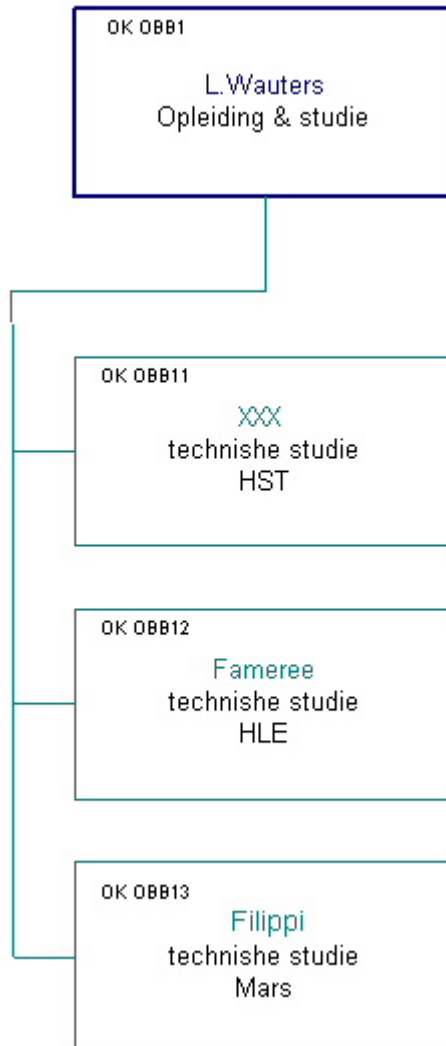 OK OBB1
L.Wauters
Opleiding & studie
OK OBB11
XXX
technishe studie
HST
OK OBB12
Fameree
technishe studie
HLE
OK OBB13
Filippi
technishe studie
Mars